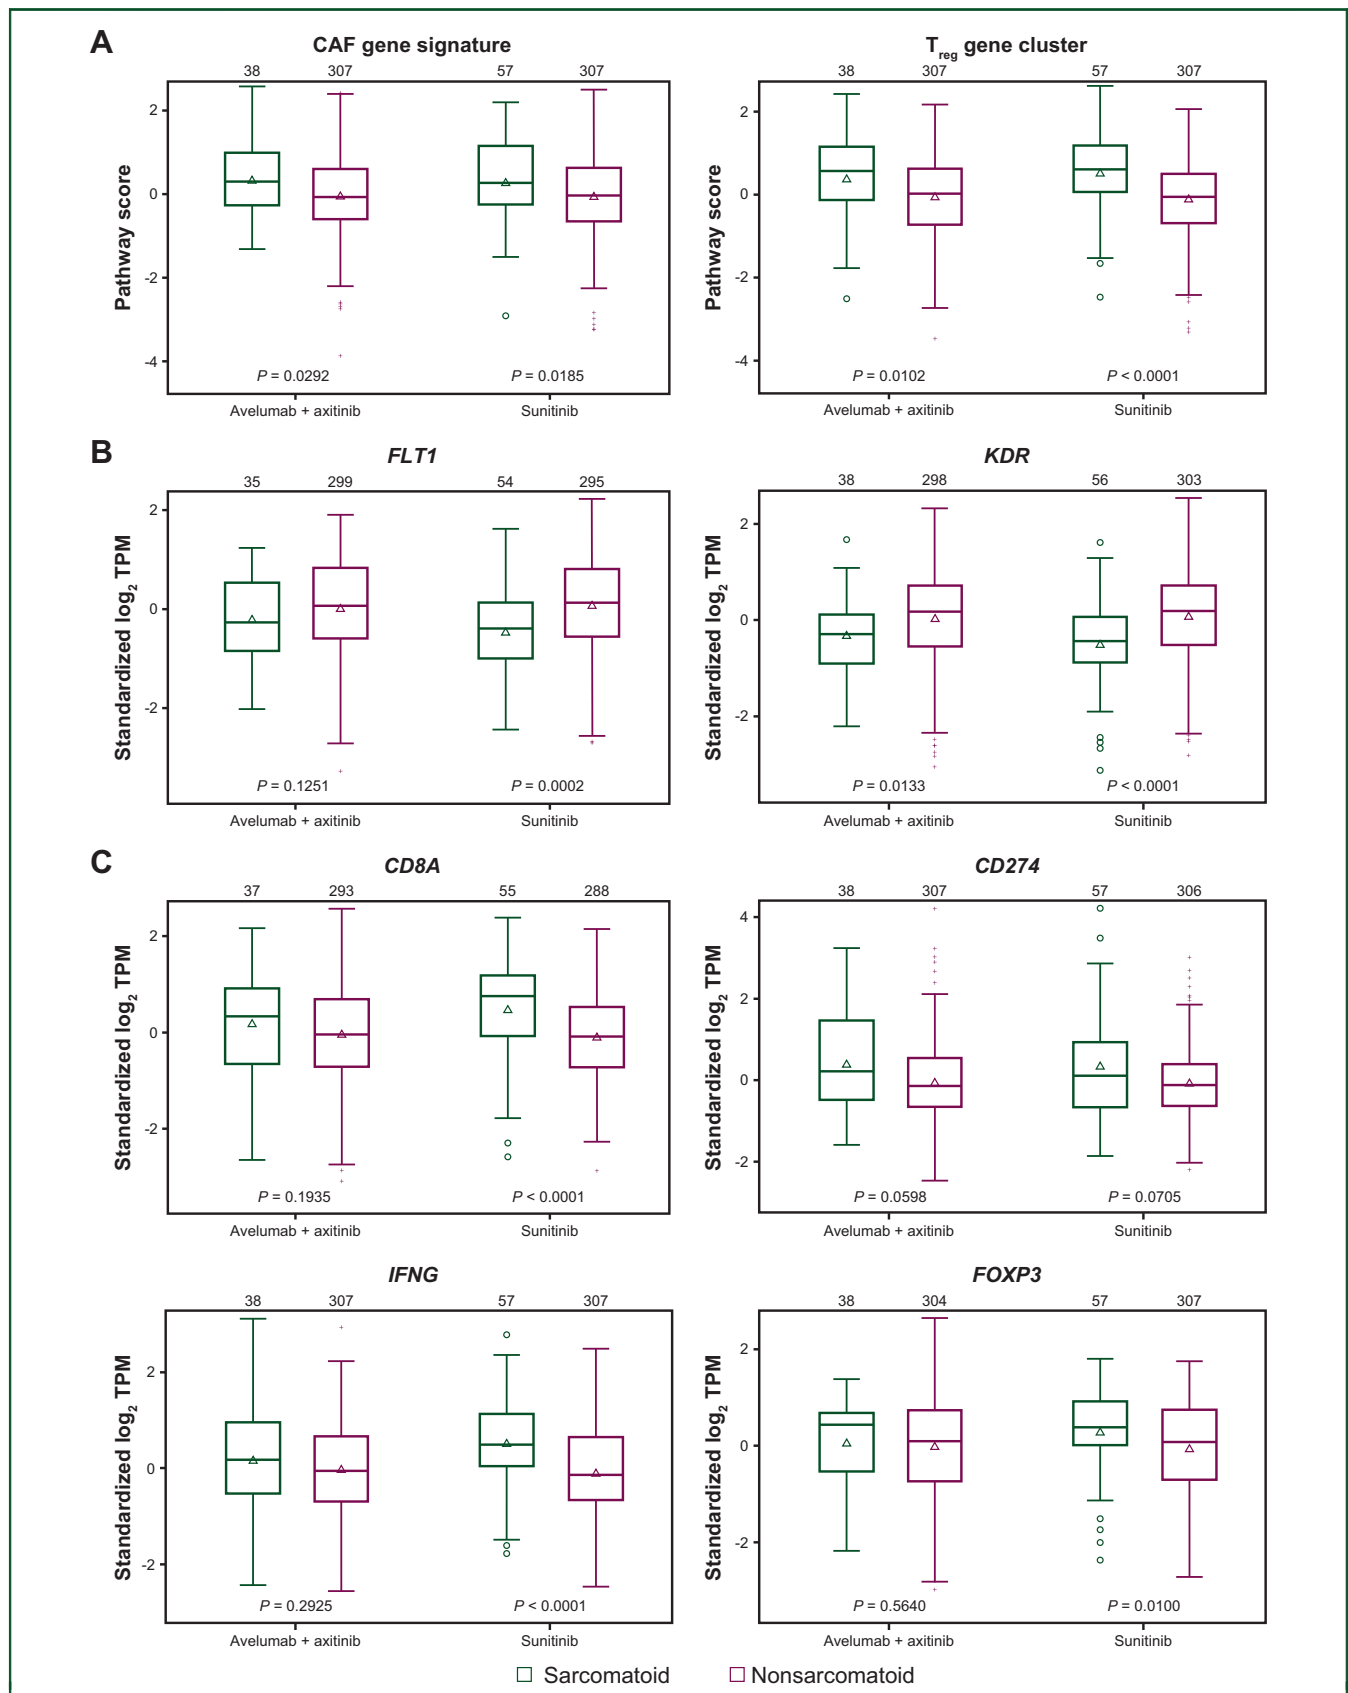 A
CAF gene signature
38 307 57 307
Pathway score
2
0
-2
-4
P = 0.0292 P = 0.0185
Avelumab + axitinib Sunitinib
Treg gene cluster
38 307 57 307
Pathway score
2
0
-2
-4
P = 0.0102 P < 0.0001
Avelumab + axitinib Sunitinib
B
FLT1
35 299 54 295
Standardized log2 TPM
2
0
-2
P = 0.1251 P = 0.0002
Avelumab + axitinib Sunitinib
KDR
38 298 56 303
Standardized log2 TPM
2
0
-2
P = 0.0133 P < 0.0001
Avelumab + axitinib Sunitinib
C
CD8A
37 293 55 288
Standardized log2 TPM
2
0
-2
P = 0.1935 P < 0.0001
Avelumab + axitinib Sunitinib
CD274
38 307 57 306
Standardized log2 TPM
4
2
0
-2
P = 0.0598 P = 0.0705
Avelumab + axitinib Sunitinib
IFNG
38 307 57 307
Standardized log2 TPM
2
0
-2
P = 0.2925 P < 0.0001
Avelumab + axitinib Sunitinib
FOXP3
38 304 57 307
Standardized log2 TPM
2
0
-2
P = 0.5640 P = 0.0100
Avelumab + axitinib Sunitinib
Sarcomatoid Nonsarcomatoid